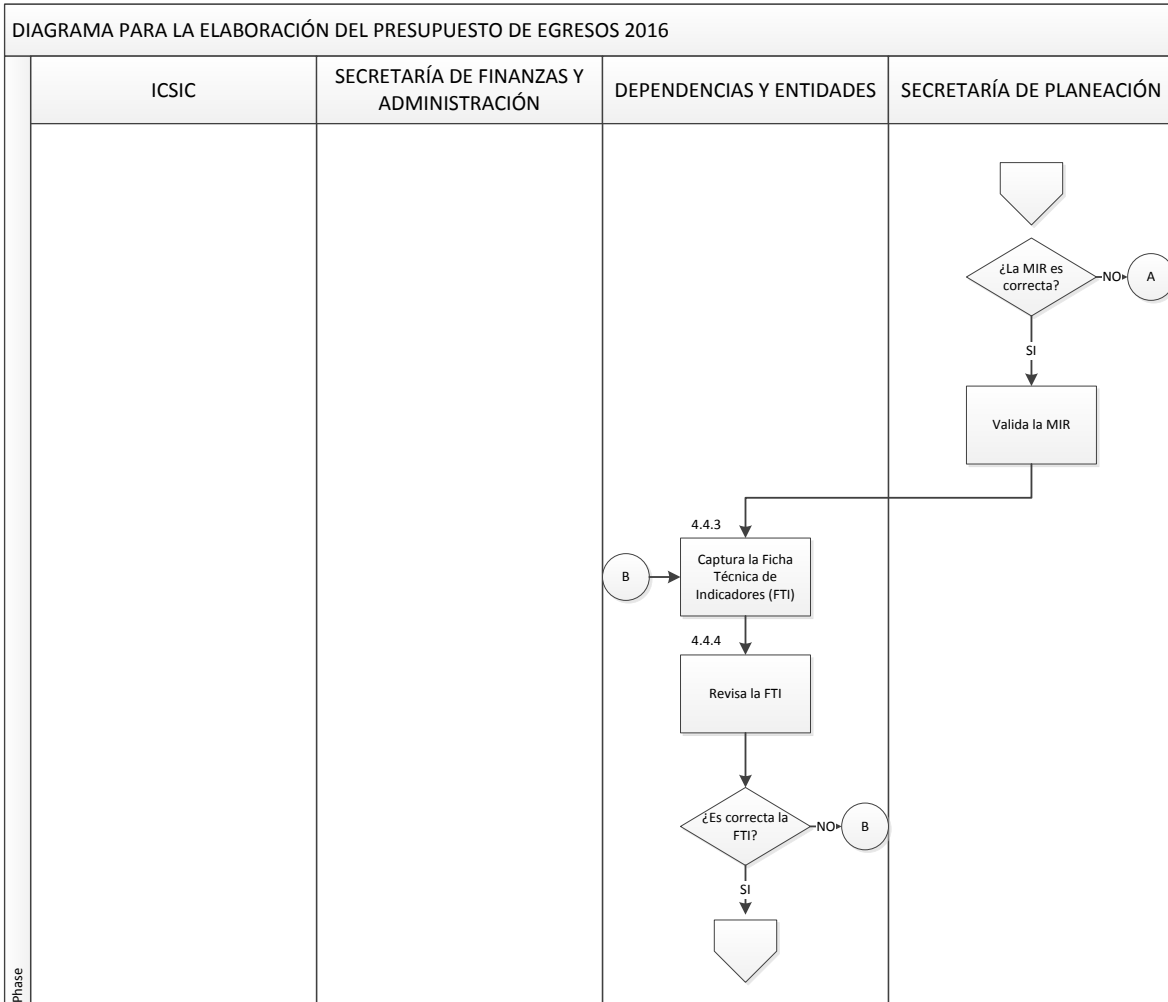 DIAGRAMA PARA LA ELABORACIÓN DEL PRESUPUESTO DE EGRESOS 2016
ICSIC
SECRETARÍA DE FINANZAS Y
ADMINISTRACIÓN
DEPENDENCIAS Y ENTIDADES
SECRETARÍA DE PLANEACIÓN
¿La MIR es
correcta?
NO
A
SI
Valida la MIR
4.4.3
B
Captura la Ficha
Técnica de
Indicadores (FTI)
4.4.4
Revisa la FTI
¿Es correcta la
FTI?
NO
B
SI
Phase